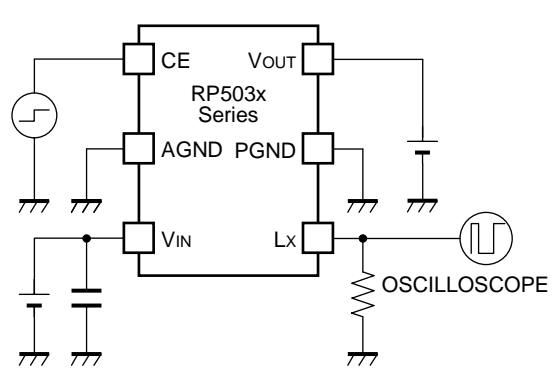 CE
VOUT
RP503x
Series
AGND
PGND
VIN
LX
OSCILLOSCOPE